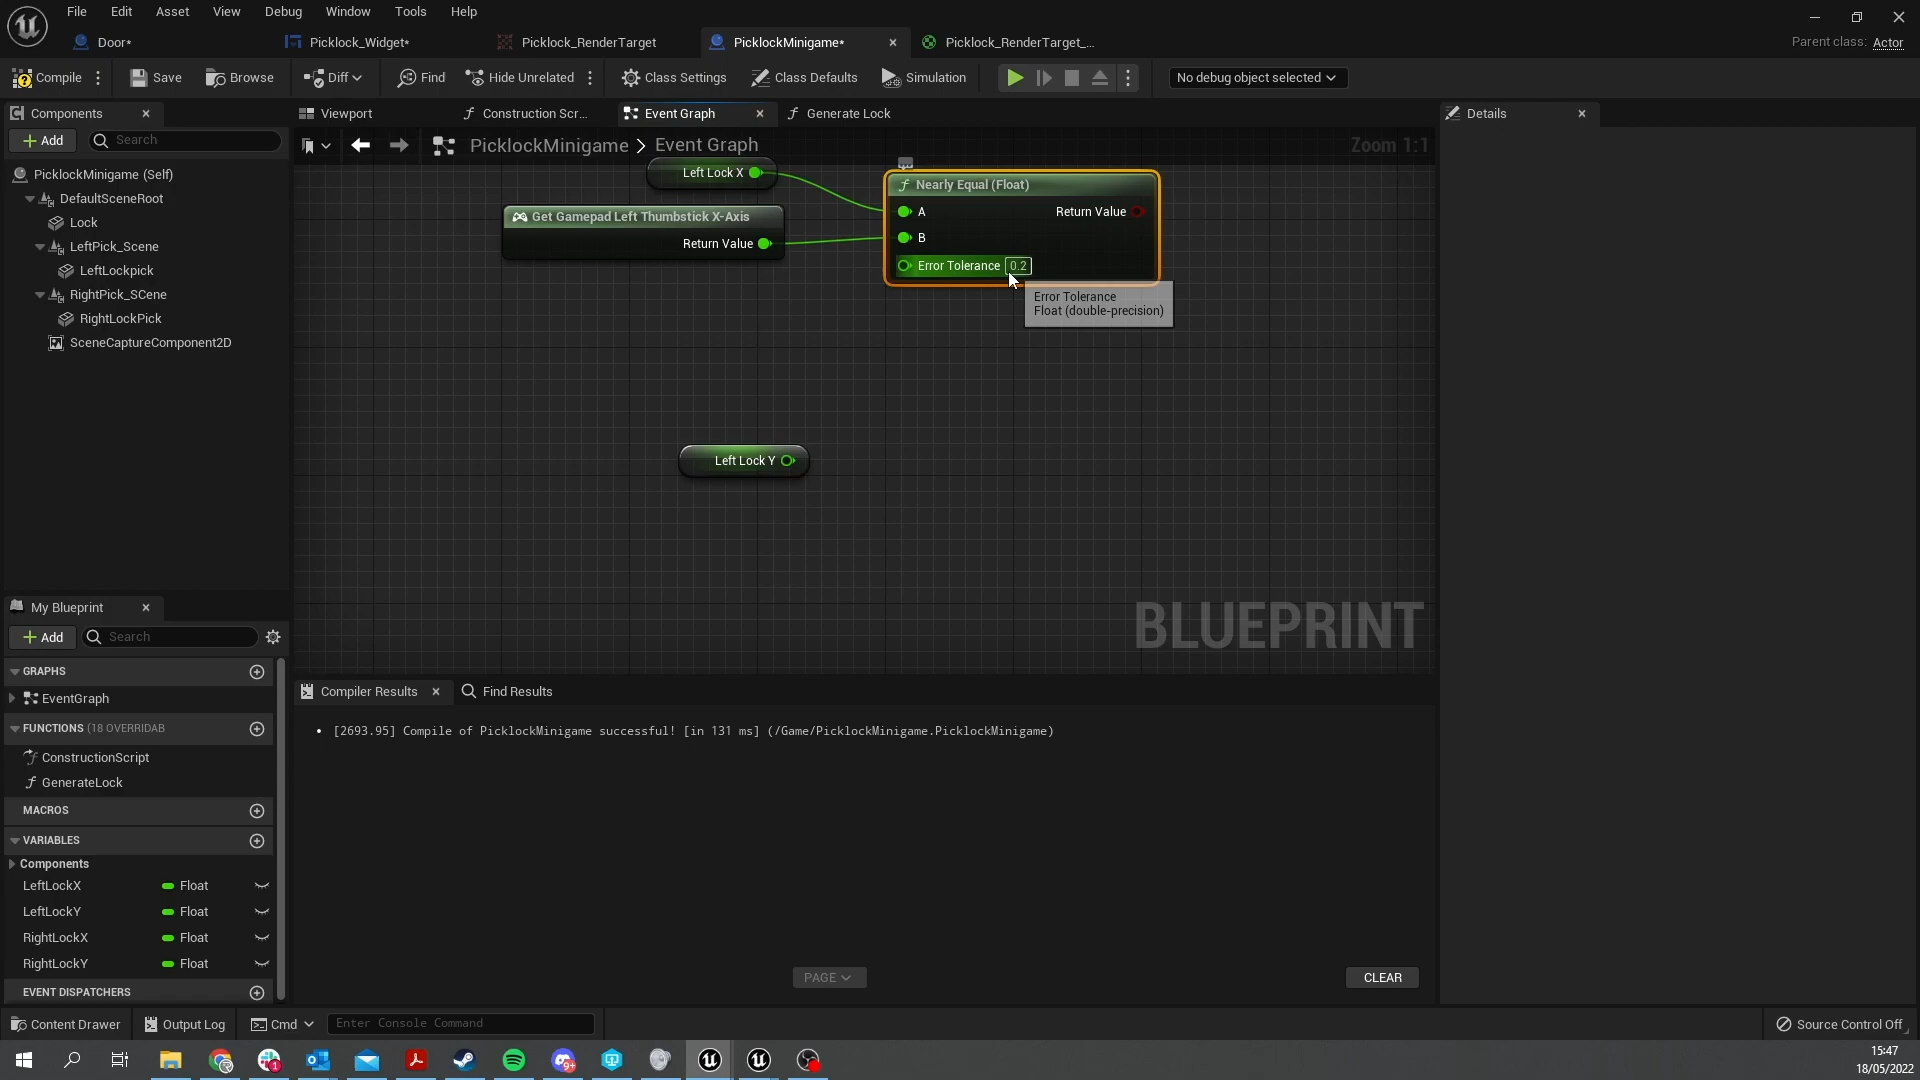 File Edit Asset View Debug Window Tools Help
Door* Picklock_Widget* Picklock_RenderTarget PicklockMinigame* Picklock_RenderTarget_...
Parent class: Actor
Compile Save Browse Diff Find Hide Unrelated Class Settings Class Defaults Simulation No debug object selected
Components
Add Search
PicklockMinigame (Self)
DefaultSceneRoot
Lock
LeftPick_Scene
LeftLockpick
RightPick_SCene
RightLockPick
SceneCaptureComponent2D
Viewport Construction Scr... Event Graph Generate Lock
PicklockMinigame > Event Graph
Zoom 1:1
Left Lock X
Get Gamepad Left Thumbstick X-Axis
Return Value
Nearly Equal (Float)
A Return Value
B
Error Tolerance 0.2
Error Tolerance
Float (double-precision)
Left Lock Y
BLUEPRINT
Details
My Blueprint
Add Search
GRAPHS
EventGraph
FUNCTIONS (18 OVERRIDAB
ConstructionScript
GenerateLock
MACROS
VARIABLES
Components
LeftLockX Float
LeftLockY Float
RightLockX Float
RightLockY Float
EVENT DISPATCHERS
Compiler Results Find Results
• [2693.95] Compile of PicklockMinigame successful! [in 131 ms] (/Game/PicklockMinigame.PicklockMinigame)
PAGE CLEAR
Content Drawer Output Log Cmd Enter Console Command Source Control Off
1
9+
15:47
18/05/2022